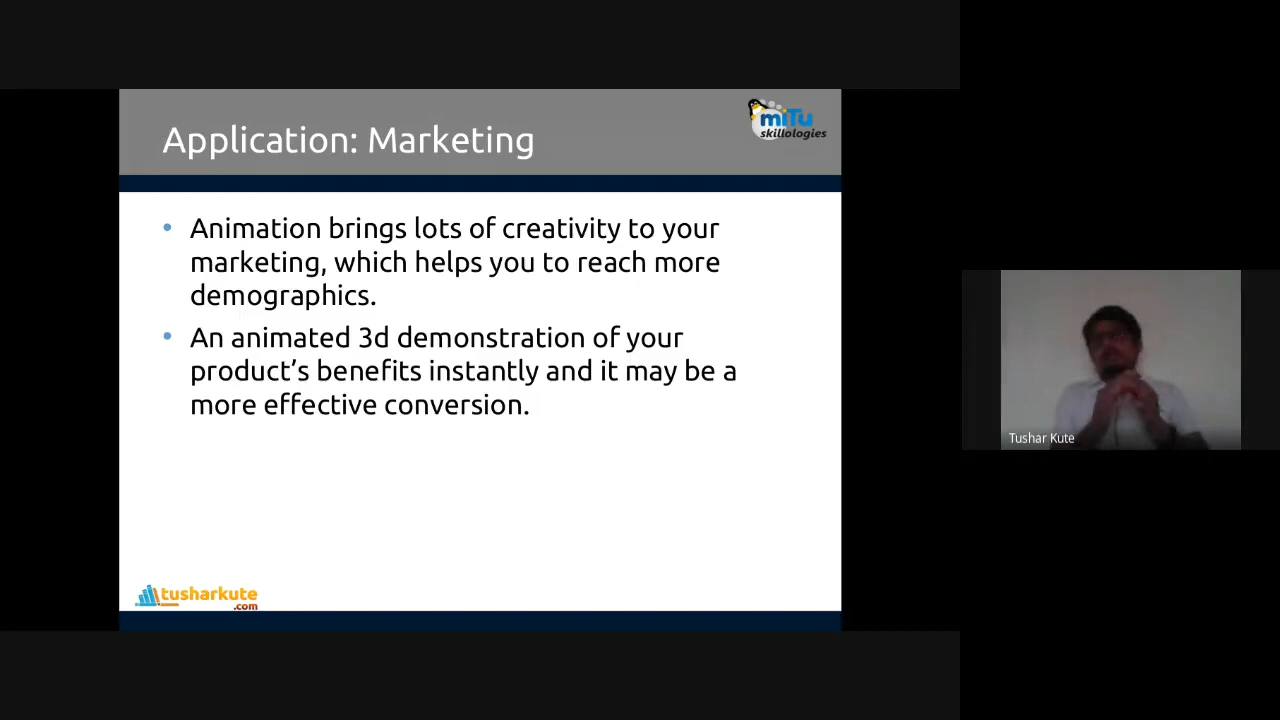 Application: Marketing
miTu
skillologies
• Animation brings lots of creativity to your
marketing, which helps you to reach more
demographics.
• An animated 3d demonstration of your
product’s benefits instantly and it may be a
more effective conversion.
tusharkute
.com
Tushar Kute